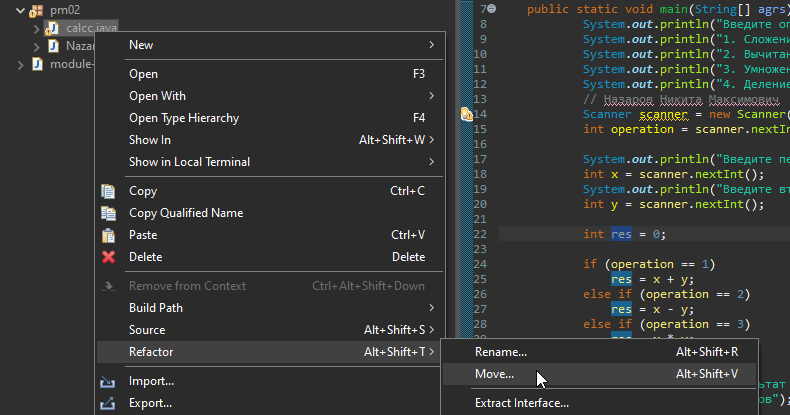 pm02
calcc.java
Nazar
module-
New
Open F3
Open With
Open Type Hierarchy F4
Show In Alt+Shift+W
Show in Local Terminal
Copy Ctrl+C
Copy Qualified Name
Paste Ctrl+V
Delete Delete
Remove from Context Ctrl+Alt+Shift+Down
Build Path
Source Alt+Shift+S
Refactor Alt+Shift+T
Import...
Export...
Rename... Alt+Shift+R
Move... Alt+Shift+V
Extract Interface...
7 public static void main(String[] agrs)
8 System.out.println("Введите оп
9 System.out.println("1. Сложени
10 System.out.println("2. Вычитан
11 System.out.println("3. Умножен
12 System.out.println("4. Деление
13 // Назаров Никита Максимович
14 Scanner scanner = new Scanner(
15 int operation = scanner.nextIn
16
17 System.out.println("Введите пе
18 int x = scanner.nextInt();
19 System.out.println("Введите вт
20 int y = scanner.nextInt();
21
22 int res = 0;
23
24 if (operation == 1)
25 res = x + y;
26 else if (operation == 2)
27 res = x - y;
28 else if (operation == 3)
ьтат
ов");